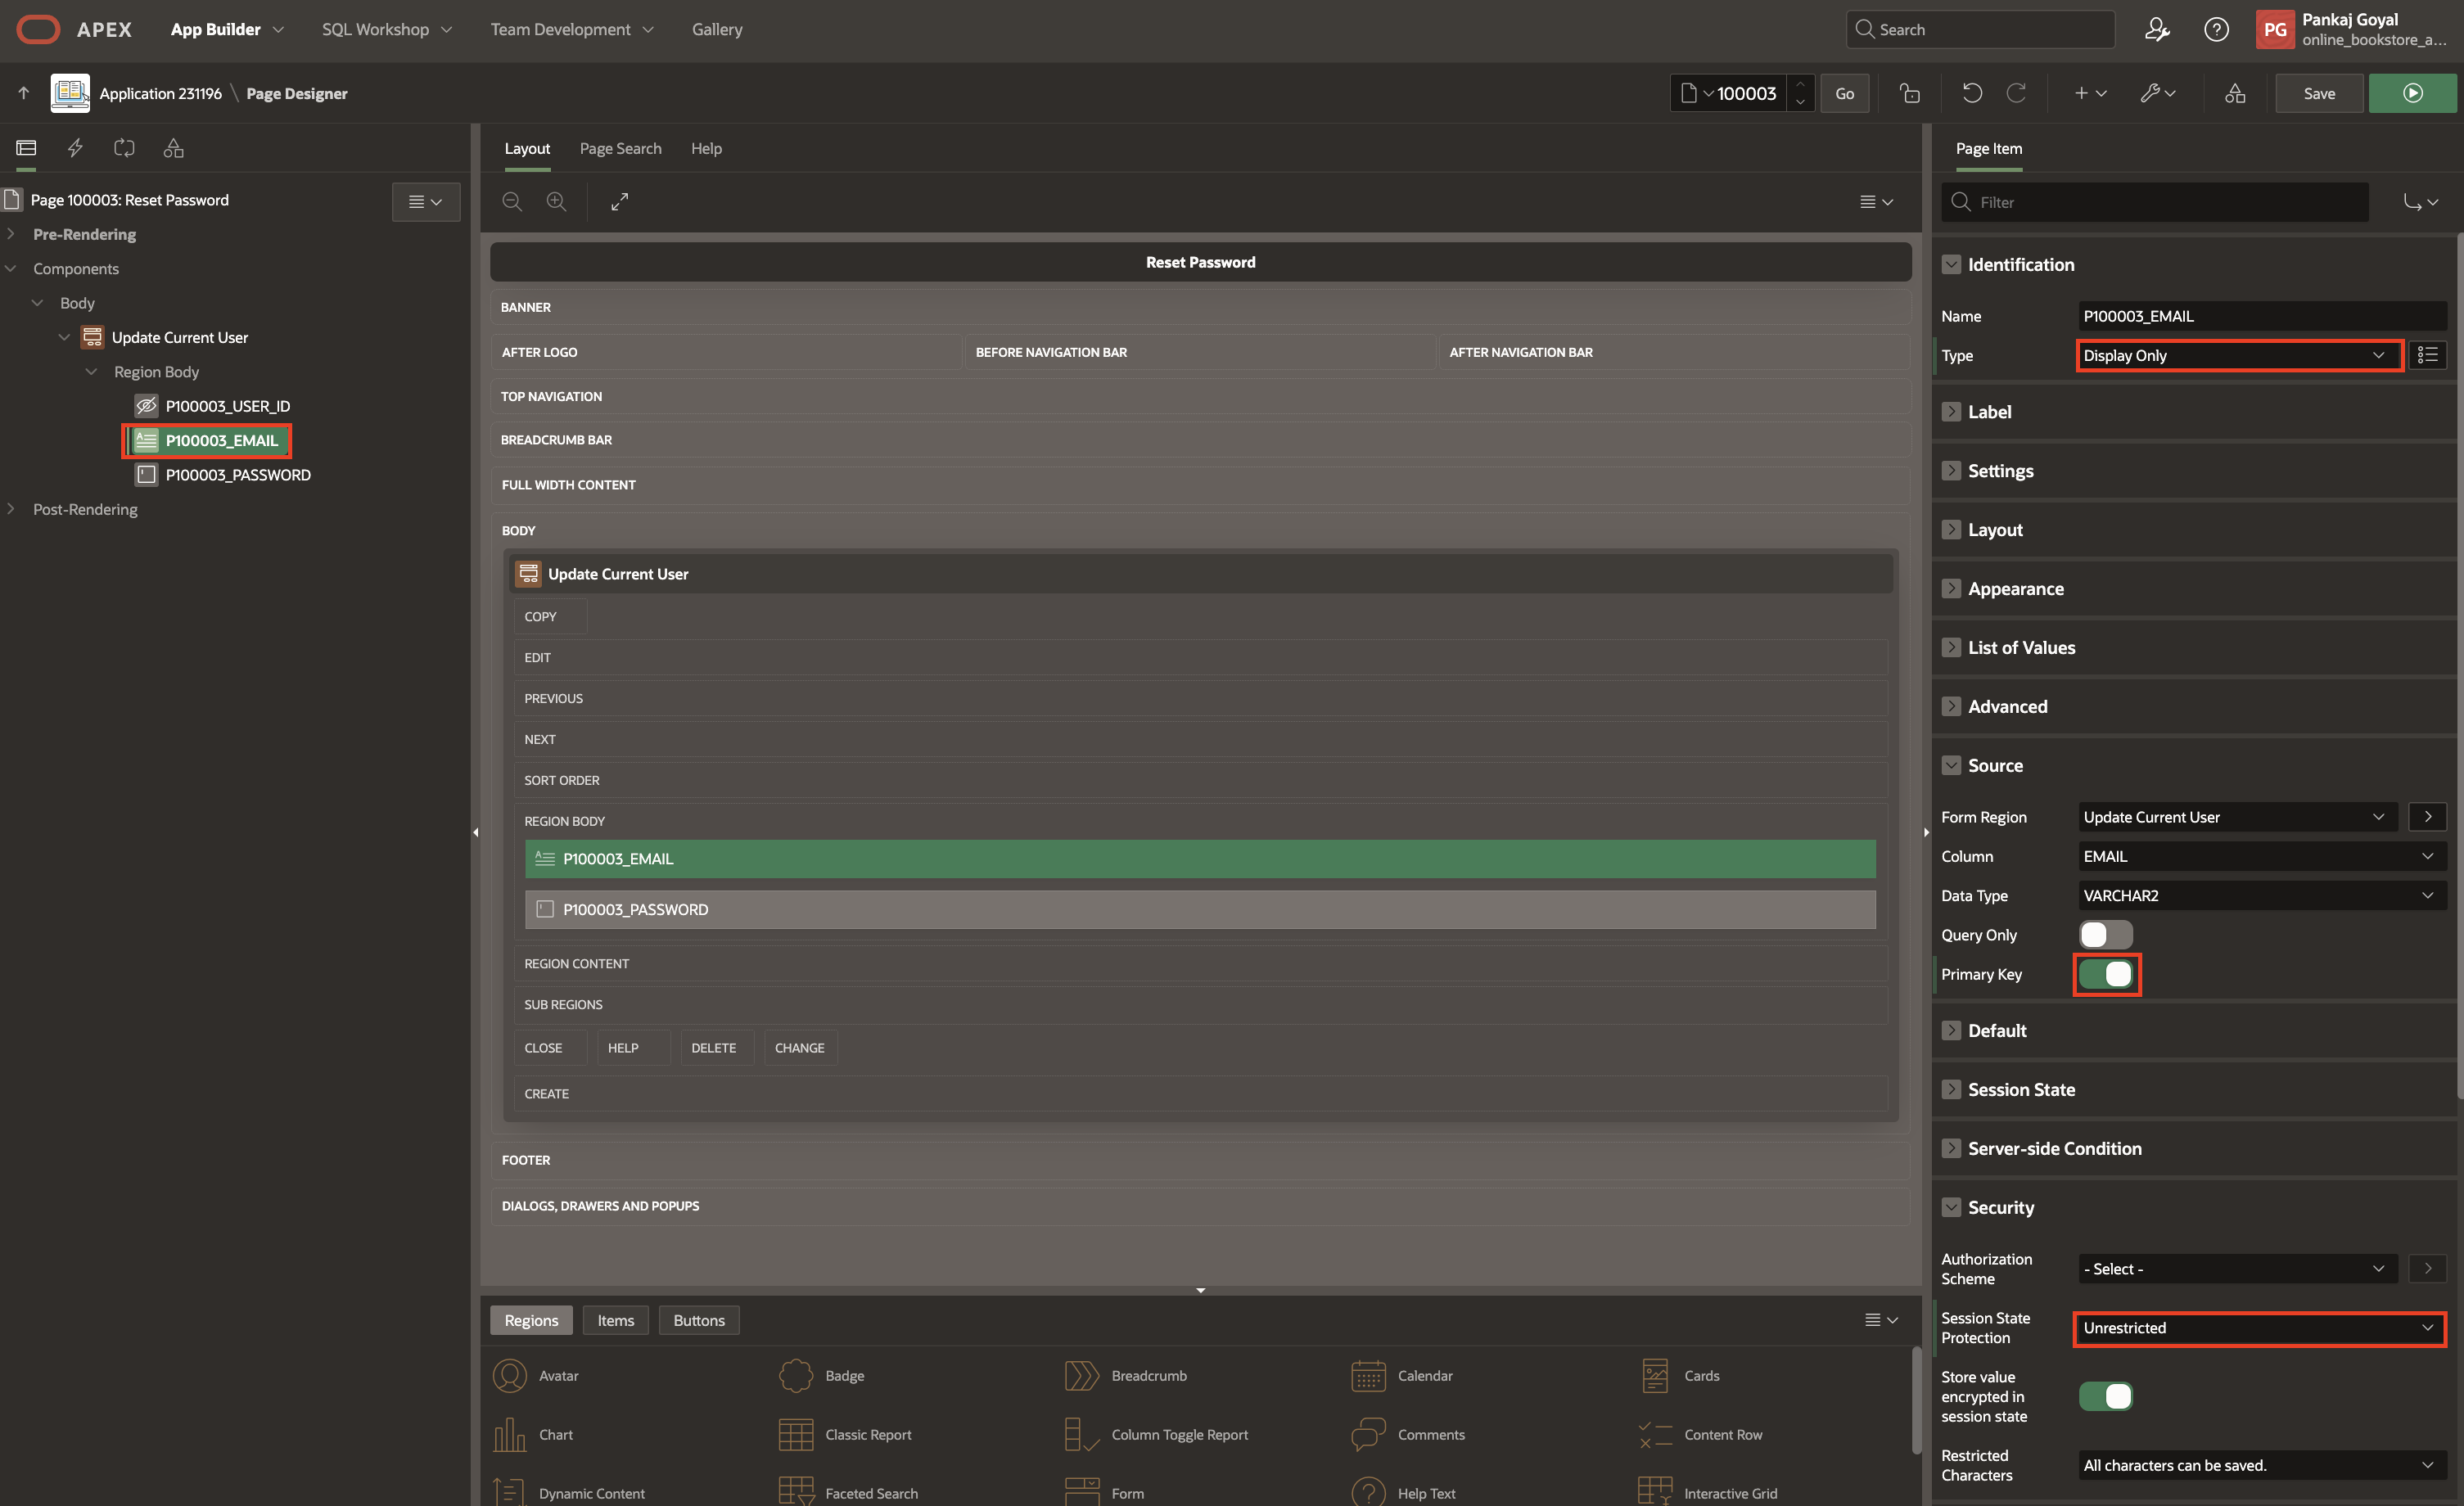 APEX App Builder SQL Workshop Team Development Gallery Search ? PG Pankaj Goyal
online_bookstore_a...
Application 231196 \ Page Designer 100003 Go Save
Layout Page Search Help
Page 100003: Reset Password
Pre-Rendering
Components
Body
Update Current User
Region Body
P100003_USER_ID
P100003_EMAIL
P100003_PASSWORD
Post-Rendering
Reset Password
BANNER
AFTER LOGO BEFORE NAVIGATION BAR AFTER NAVIGATION BAR
TOP NAVIGATION
BREADCRUMB BAR
FULL WIDTH CONTENT
BODY
Update Current User
COPY
EDIT
PREVIOUS
NEXT
SORT ORDER
REGION BODY
P100003_EMAIL
P100003_PASSWORD
REGION CONTENT
SUB REGIONS
CLOSE HELP DELETE CHANGE
CREATE
FOOTER
DIALOGS, DRAWERS AND POPUPS
Regions Items Buttons
Avatar Badge Breadcrumb Calendar Cards
Chart Classic Report Column Toggle Report Comments Content Row
Dynamic Content Faceted Search Form Help Text Interactive Grid
Page Item
Filter
Identification
Name P100003_EMAIL
Type Display Only
Label
Settings
Layout
Appearance
List of Values
Advanced
Source
Form Region Update Current User
Column EMAIL
Data Type VARCHAR2
Query Only
Primary Key
Default
Session State
Server-side Condition
Security
Authorization
Scheme - Select -
Session State
Protection Unrestricted
Store value
encrypted in
session state
Restricted
Characters All characters can be saved.